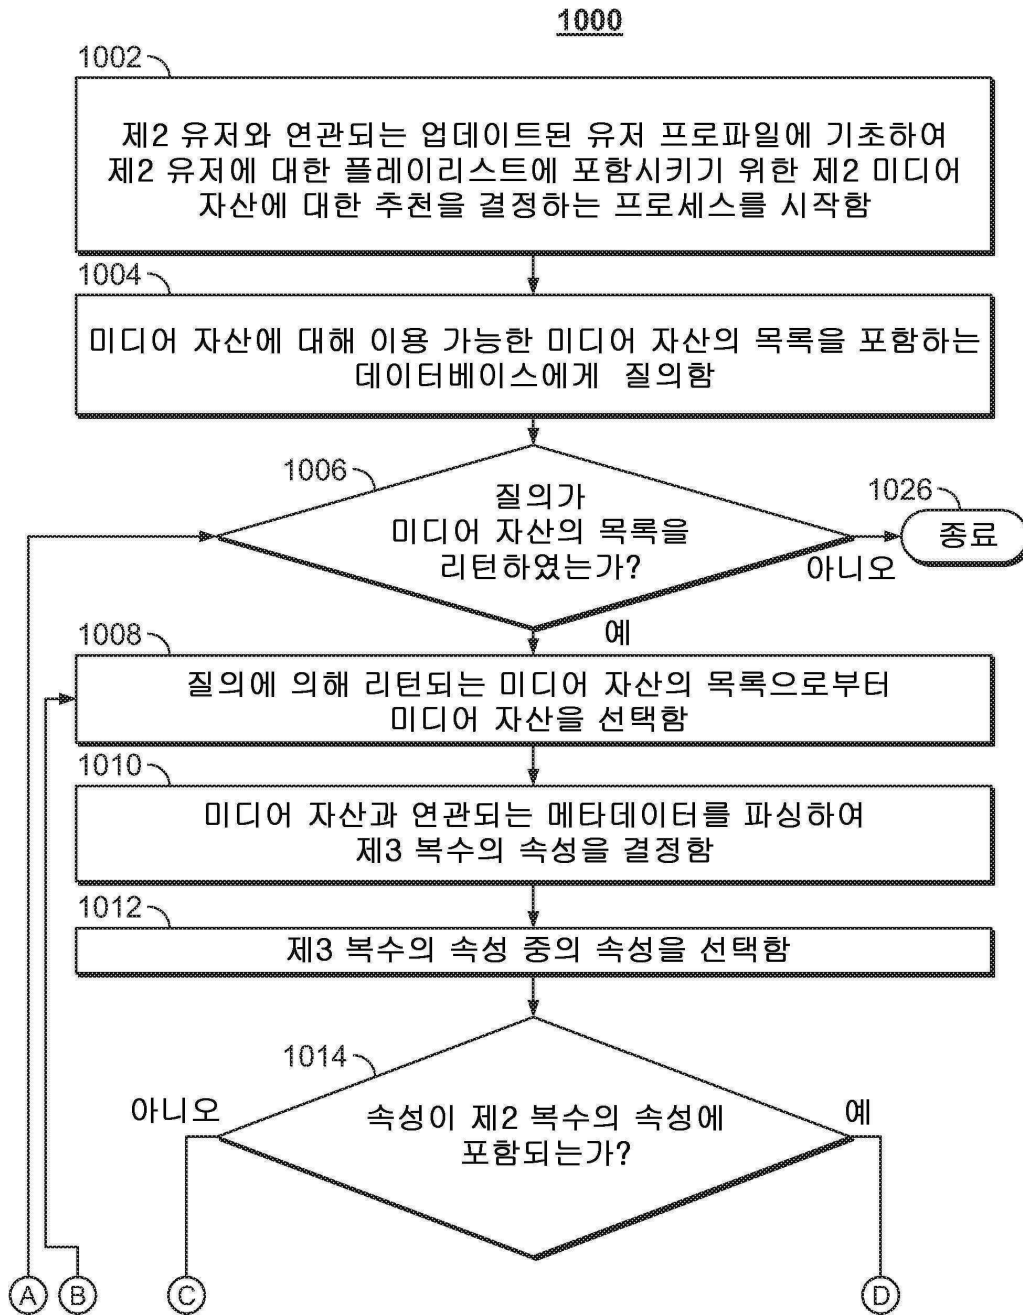 1000
1002
제2 유저와 연관되는 업데이트된 유저 프로파일에 기초하여
제2 유저에 대한 플레이리스트에 포함시키기 위한 제2 미디어
자산에 대한 추천을 결정하는 프로세스를 시작함
1004
미디어 자산에 대해 이용 가능한 미디어 자산의 목록을 포함하는
데이터베이스에게 질의함
1006
질의가
미디어 자산의 목록을
리턴하였는가?
1026
종료
아니오
예
1008
질의에 의해 리턴되는 미디어 자산의 목록으로부터
미디어 자산을 선택함
1010
미디어 자산과 연관되는 메타데이터를 파싱하여
제3 복수의 속성을 결정함
1012
제3 복수의 속성 중의 속성을 선택함
1014
아니오
속성이 제2 복수의 속성에
포함되는가?
예
A
B
C
D